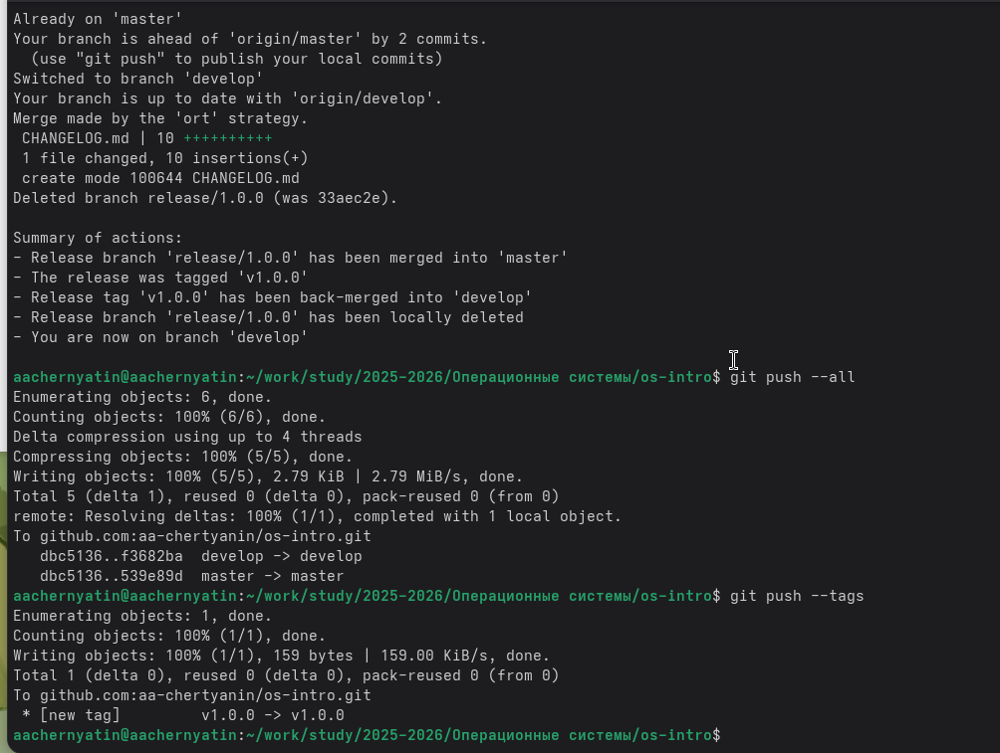 Already on 'master'
Your branch is ahead of 'origin/master' by 2 commits.
  (use "git push" to publish your local commits)
Switched to branch 'develop'
Your branch is up to date with 'origin/develop'.
Merge made by the 'ort' strategy.
 CHANGELOG.md | 10 ++++++++++
 1 file changed, 10 insertions(+)
 create mode 100644 CHANGELOG.md
Deleted branch release/1.0.0 (was 33aec2e).
Summary of actions:
- Release branch 'release/1.0.0' has been merged into 'master'
- The release was tagged 'v1.0.0'
- Release tag 'v1.0.0' has been back-merged into 'develop'
- Release branch 'release/1.0.0' has been locally deleted
- You are now on branch 'develop'
aachernyatin@aachernyatin:~/work/study/2025-2026/Операционные системы/os-intro$ git push --all
Enumerating objects: 6, done.
Counting objects: 100% (6/6), done.
Delta compression using up to 4 threads
Compressing objects: 100% (5/5), done.
Writing objects: 100% (5/5), 2.79 KiB | 2.79 MiB/s, done.
Total 5 (delta 1), reused 0 (delta 0), pack-reused 0 (from 0)
remote: Resolving deltas: 100% (1/1), completed with 1 local object.
To github.com:aa-chertyanin/os-intro.git
   dbc5136..f3682ba  develop -> develop
   dbc5136..539e89d  master -> master
aachernyatin@aachernyatin:~/work/study/2025-2026/Операционные системы/os-intro$ git push --tags
Enumerating objects: 1, done.
Counting objects: 100% (1/1), done.
Writing objects: 100% (1/1), 159 bytes | 159.00 KiB/s, done.
Total 1 (delta 0), reused 0 (delta 0), pack-reused 0 (from 0)
To github.com:aa-chertyanin/os-intro.git
 * [new tag]         v1.0.0 -> v1.0.0
aachernyatin@aachernyatin:~/work/study/2025-2026/Операционные системы/os-intro$